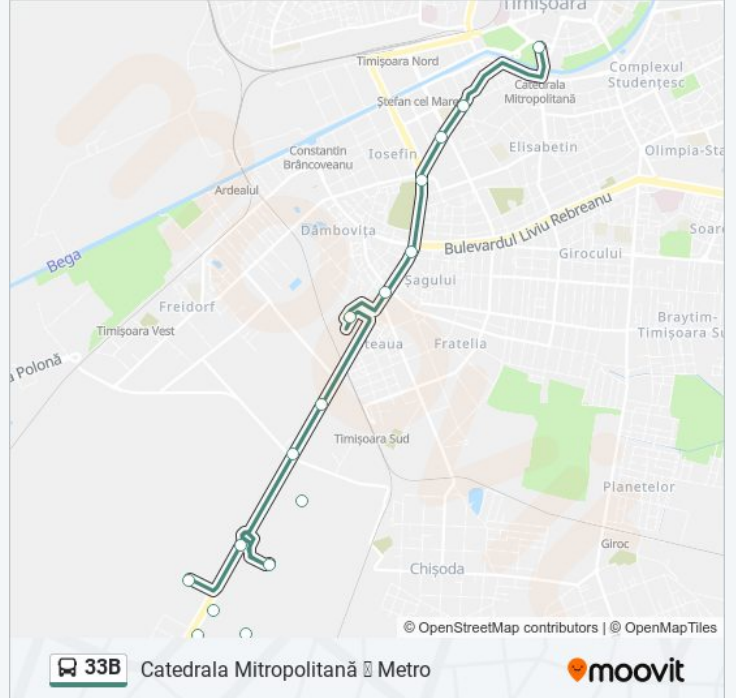 Timișoara
Complexul
Studențesc
Timișoara Nord
Catedrala
Mitropolitană
Ștefan cel Mare
Constantin
Brâncoveanu
Iosefin
Elisabetin
Olimpia-Sta
Ardealul
Bulevardul Liviu Rebreanu
Dâmbovița
Soare
Girocului
Bega
Șagului
Freidorf
Timișoara Vest
Braytim-
Timișoara Su
teaua
Fratelia
a Polonă
Timișoara Sud
Planetelor
Giroc
Chișoda
© OpenStreetMap contributors | © OpenMapTiles
33B Catedrala Mitropolitană Metro
moovit